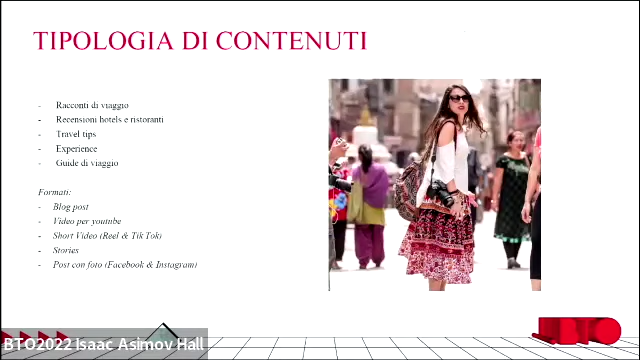 TIPOLOGIA DI CONTENUTI
- Racconti di viaggio
- Recensioni hotels e ristoranti
- Travel tips
- Experience
- Guide di viaggio
Formati:
- Blog post
- Video per youtube
- Short Video (Reel & Tik Tok)
- Stories
- Post con foto (Facebook & Instagram)
BTO2022 Isaac Asimov Hall
BTO